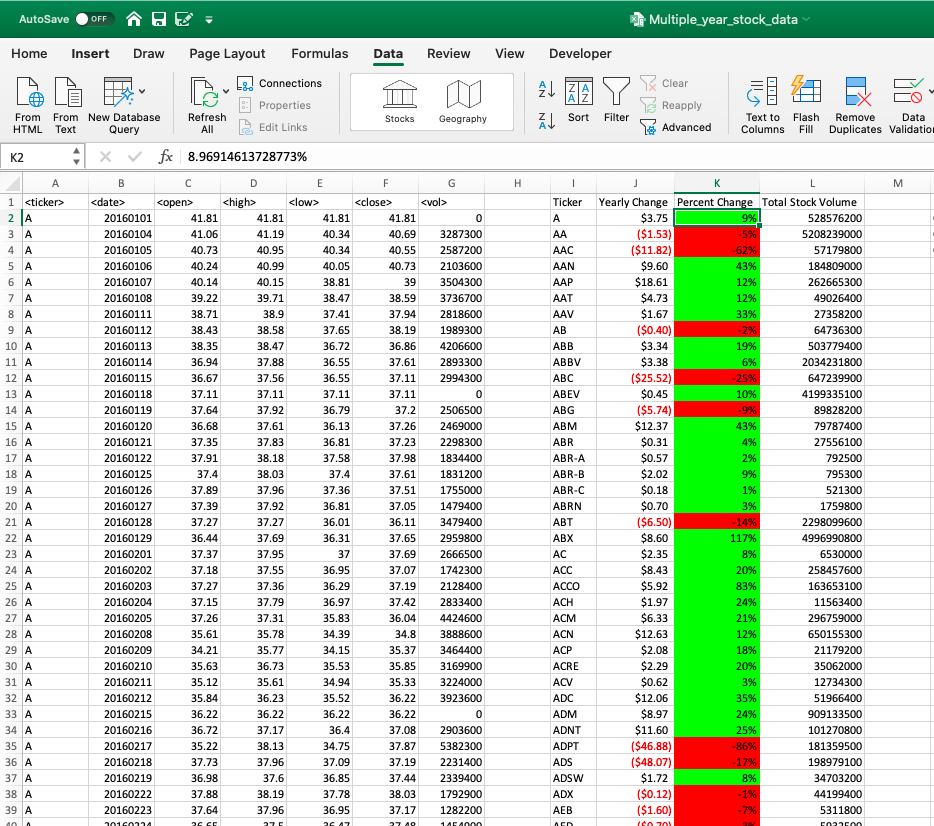 AutoSave OFF Multiple_year_stock_data
Home Insert Draw Page Layout Formulas Data Review View Developer
From HTML From Text New Database Query Refresh All Connections Properties Edit Links Stocks Geography Sort Filter Clear Reapply Advanced Text to Columns Flash Fill Remove Duplicates Data Validation
K2 fx 8.96914613728773%
A B C D E F G H I J K L M
1 <ticker> <date> <open> <high> <low> <close> <vol> Ticker Yearly Change Percent Change Total Stock Volume
2 A 20160101 41.81 41.81 41.81 41.81 0 A $3.75 9% 528576200
3 A 20160104 41.06 41.19 40.34 40.69 3287300 AA ($1.53) -5% 5208239000
4 A 20160105 40.73 40.95 40.34 40.55 2587200 AAC ($11.82) -62% 57179800
5 A 20160106 40.24 40.99 40.05 40.73 2103600 AAN $9.60 43% 184809000
6 A 20160107 40.14 40.15 38.81 39 3504300 AAP $18.61 12% 262665300
7 A 20160108 39.22 39.71 38.47 38.59 3736700 AAT $4.73 12% 49026400
8 A 20160111 38.71 38.9 37.41 37.94 2818600 AAV $1.67 33% 27358200
9 A 20160112 38.43 38.58 37.65 38.19 1989300 AB ($0.40) -2% 64736300
10 A 20160113 38.35 38.47 36.72 36.86 4206600 ABB $3.34 19% 503779400
11 A 20160114 36.94 37.88 36.55 37.61 2893300 ABBV $3.38 6% 2034231800
12 A 20160115 36.67 37.56 36.55 37.11 2994300 ABC ($25.52) -25% 647239900
13 A 20160118 37.11 37.11 37.11 37.11 0 ABEV $0.45 10% 4199335100
14 A 20160119 37.64 37.92 36.79 37.2 2506500 ABG ($5.74) -9% 89828200
15 A 20160120 36.68 37.61 36.13 37.26 2469000 ABM $12.37 43% 79787400
16 A 20160121 37.35 37.83 36.81 37.23 2298300 ABR $0.31 4% 27556100
17 A 20160122 37.91 38.18 37.58 37.98 1834400 ABR-A $0.57 2% 792500
18 A 20160125 37.4 38.03 37.4 37.61 1831200 ABR-B $2.02 9% 795300
19 A 20160126 37.89 37.96 37.36 37.51 1755000 ABR-C $0.18 1% 521300
20 A 20160127 37.39 37.92 36.81 37.05 1479400 ABRN $0.70 3% 1759800
21 A 20160128 37.27 37.27 36.01 36.11 3479400 ABT ($6.50) -14% 2298099600
22 A 20160129 36.44 37.69 36.31 37.65 2959800 ABX $8.60 117% 4996990800
23 A 20160201 37.37 37.95 37 37.69 2666500 AC $2.35 8% 6530000
24 A 20160202 37.18 37.55 36.95 37.07 1742300 ACC $8.43 20% 258457600
25 A 20160203 37.27 37.36 36.29 37.19 2128400 ACCO $5.92 83% 163653100
26 A 20160204 37.15 37.79 36.97 37.42 2833400 ACH $1.97 24% 11563400
27 A 20160205 37.26 37.31 35.83 36.04 4424600 ACM $6.33 21% 296759000
28 A 20160208 35.61 35.78 34.39 34.8 3888600 ACN $12.63 12% 650155300
29 A 20160209 34.21 35.77 34.15 35.37 3464400 ACP $2.08 18% 21179200
30 A 20160210 35.63 36.73 35.53 35.85 3169900 ACRE $2.29 20% 35062000
31 A 20160211 35.12 35.61 34.94 35.33 3224000 ACV $0.62 3% 12734300
32 A 20160212 35.84 36.23 35.52 36.22 3923600 ADC $12.06 35% 51966400
33 A 20160215 36.22 36.22 36.22 36.22 0 ADM $8.97 24% 909133500
34 A 20160216 36.72 37.17 36.4 37.08 2903600 ADNT $11.60 25% 101270800
35 A 20160217 35.22 38.13 34.75 37.87 5382300 ADPT ($46.88) -86% 181359500
36 A 20160218 37.73 37.96 37.09 37.19 2231400 ADS ($48.07) -17% 198979100
37 A 20160219 36.98 37.6 36.85 37.44 2339400 ADSW $1.72 8% 34703200
38 A 20160222 37.88 38.19 37.78 38.03 1792900 ADX ($0.12) -1% 44199400
39 A 20160223 37.64 37.96 36.95 37.17 1282200 AEB ($1.60) -7% 5311800